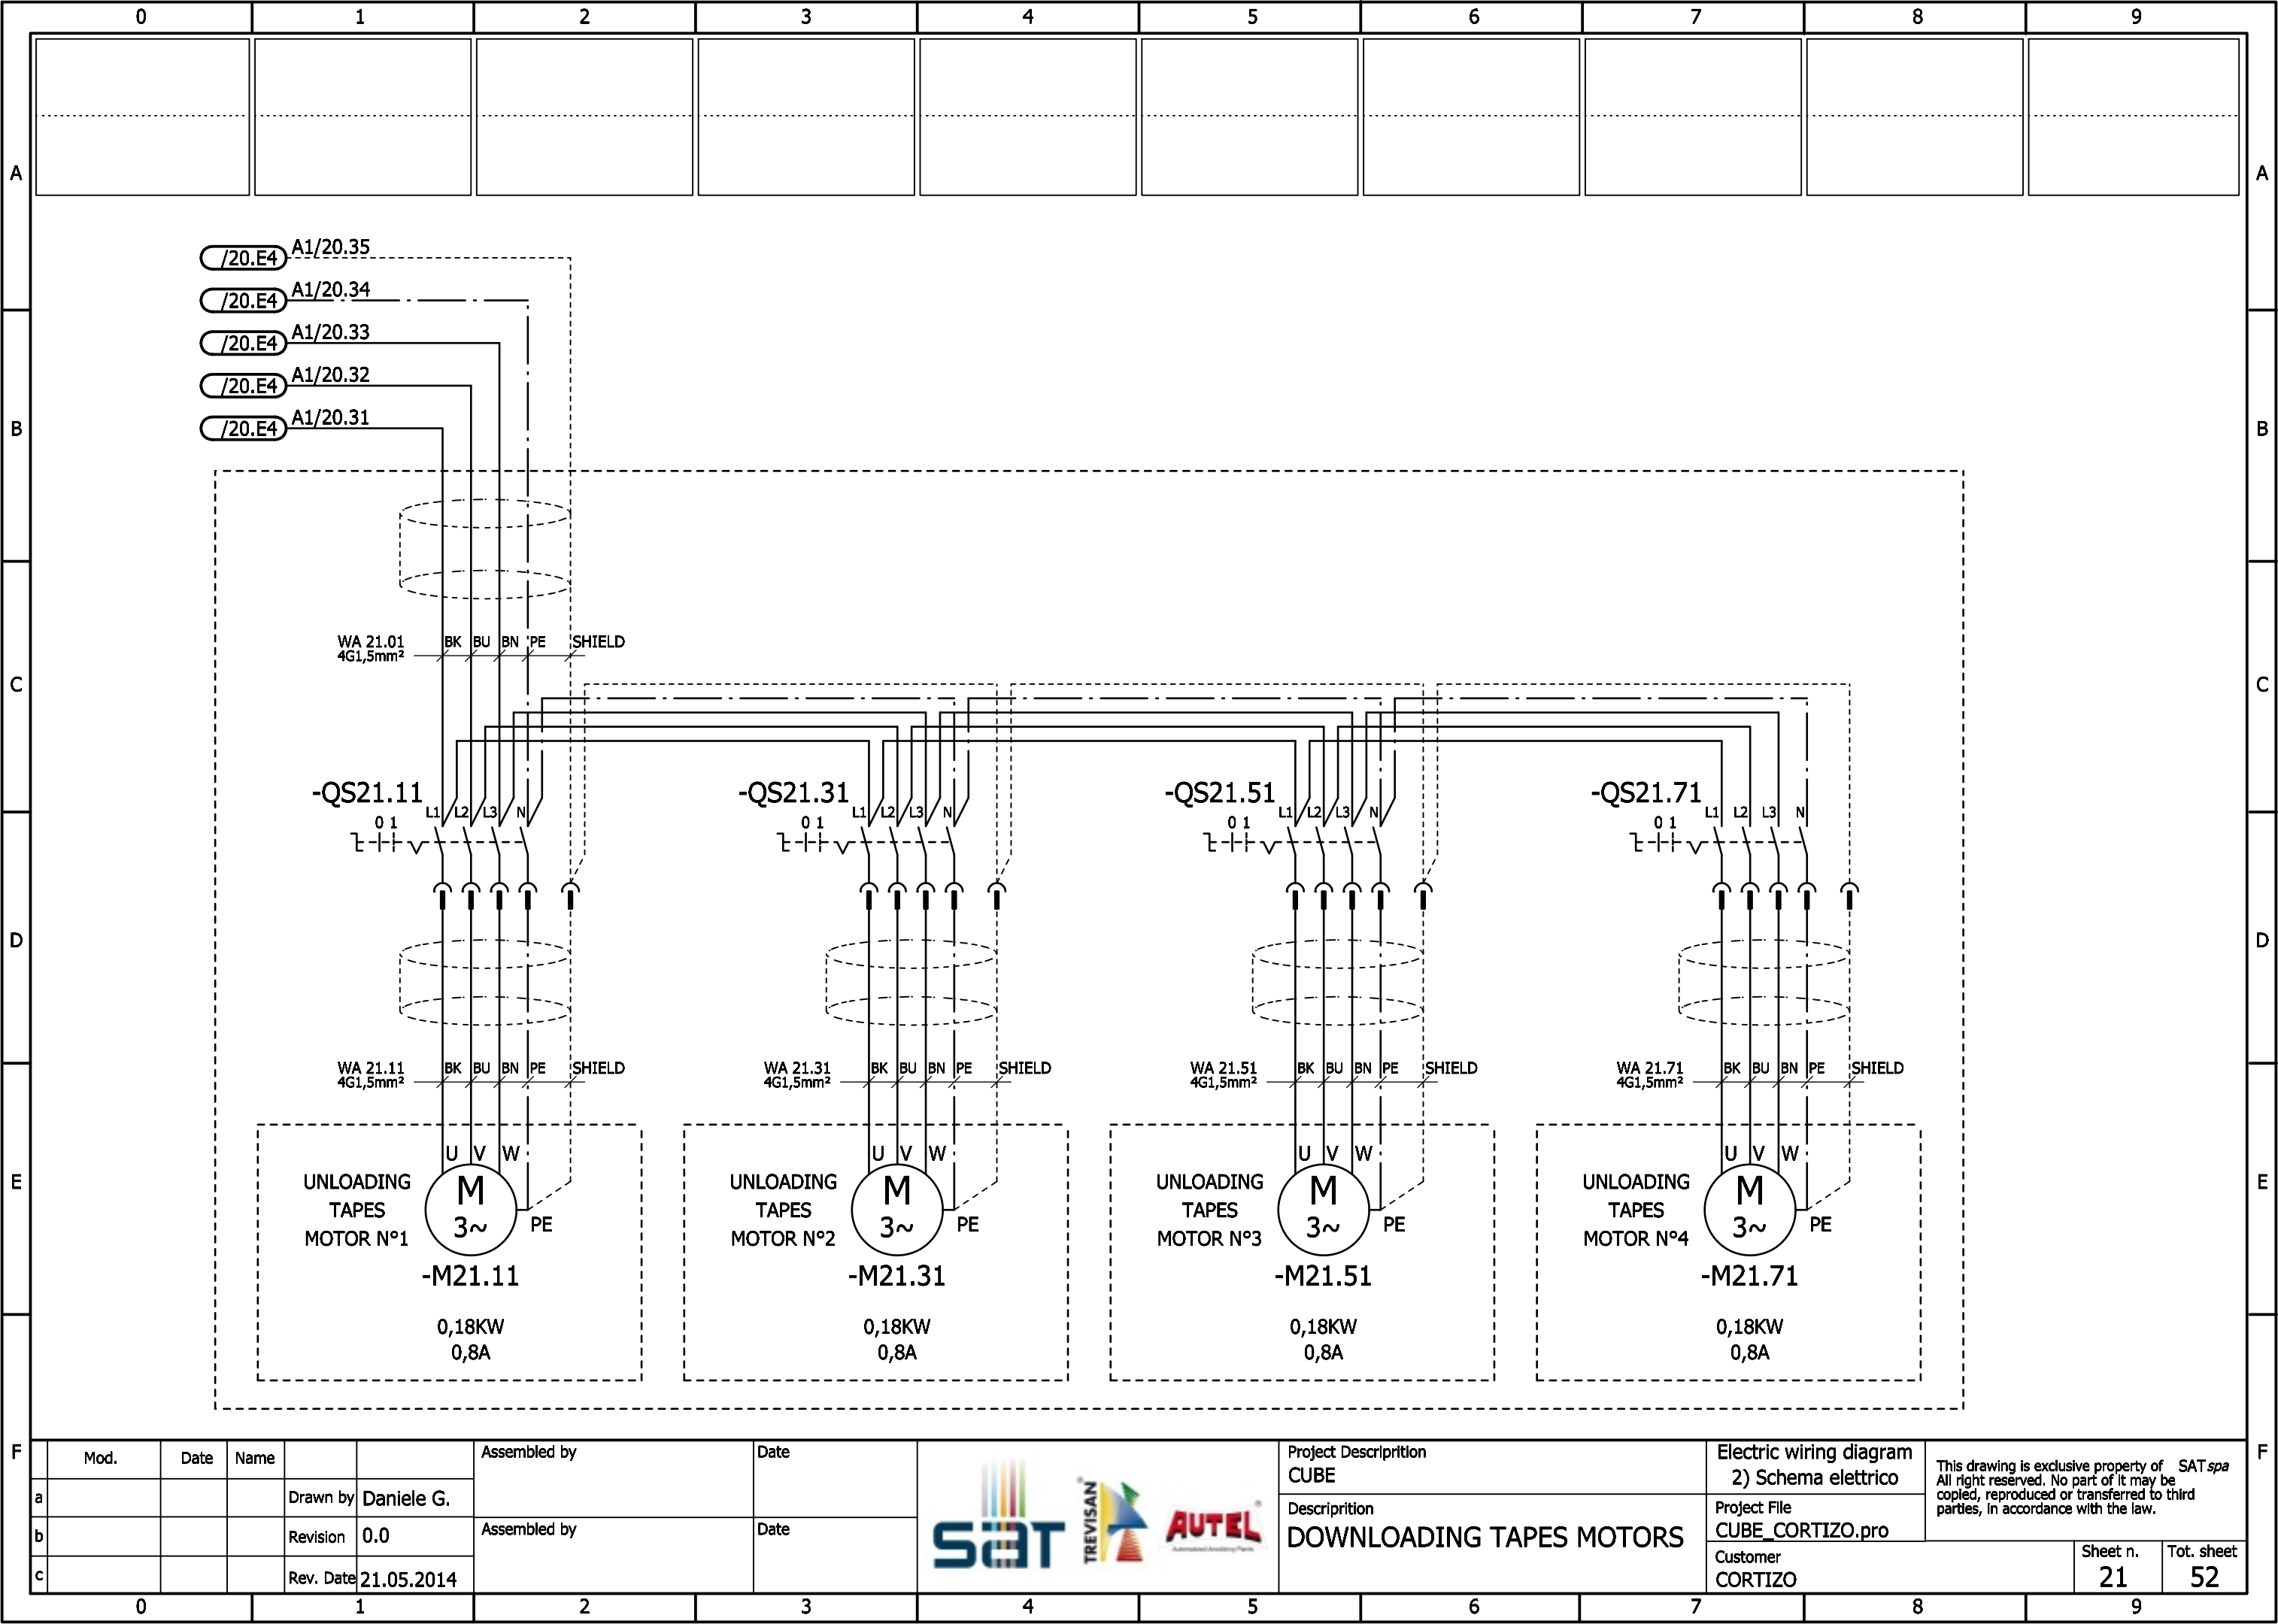 0 1 2 3 4 5 6 7 8 9
A A
/20.E4 A1/20.35
/20.E4 A1/20.34
/20.E4 A1/20.33
/20.E4 A1/20.32
/20.E4 A1/20.31
B B
WA 21.01 BK BU BN PE SHIELD
4G1,5mm²
C C
-QS21.11 L1 L2 L3 N
0 1
-QS21.31 L1 L2 L3 N
0 1
-QS21.51 L1 L2 L3 N
0 1
-QS21.71 L1 L2 L3 N
0 1
D D
WA 21.11 BK BU BN PE SHIELD
4G1,5mm²
WA 21.31 BK BU BN PE SHIELD
4G1,5mm²
WA 21.51 BK BU BN PE SHIELD
4G1,5mm²
WA 21.71 BK BU BN PE SHIELD
4G1,5mm²
E E
U V W
UNLOADING
TAPES
MOTOR N°1
M
3~
PE
-M21.11
0,18KW
0,8A
U V W
UNLOADING
TAPES
MOTOR N°2
M
3~
PE
-M21.31
0,18KW
0,8A
U V W
UNLOADING
TAPES
MOTOR N°3
M
3~
PE
-M21.51
0,18KW
0,8A
U V W
UNLOADING
TAPES
MOTOR N°4
M
3~
PE
-M21.71
0,18KW
0,8A
F F
Mod. Date Name
a Drawn by Daniele G.
b Revision 0.0
c Rev. Date 21.05.2014
Assembled by Date
Assembled by Date
sat
TREVISAN
AUTEL
Project Descriprition
CUBE
Descriprition
DOWNLOADING TAPES MOTORS
Electric wiring diagram
2) Schema elettrico
Project File
CUBE_CORTIZO.pro
Customer
CORTIZO
This drawing is exclusive property of SAT spa
All right reserved. No part of it may be
copied, reproduced or transferred to third
parties, in accordance with the law.
Sheet n.
21
Tot. sheet
52
0 1 2 3 4 5 6 7 8 9